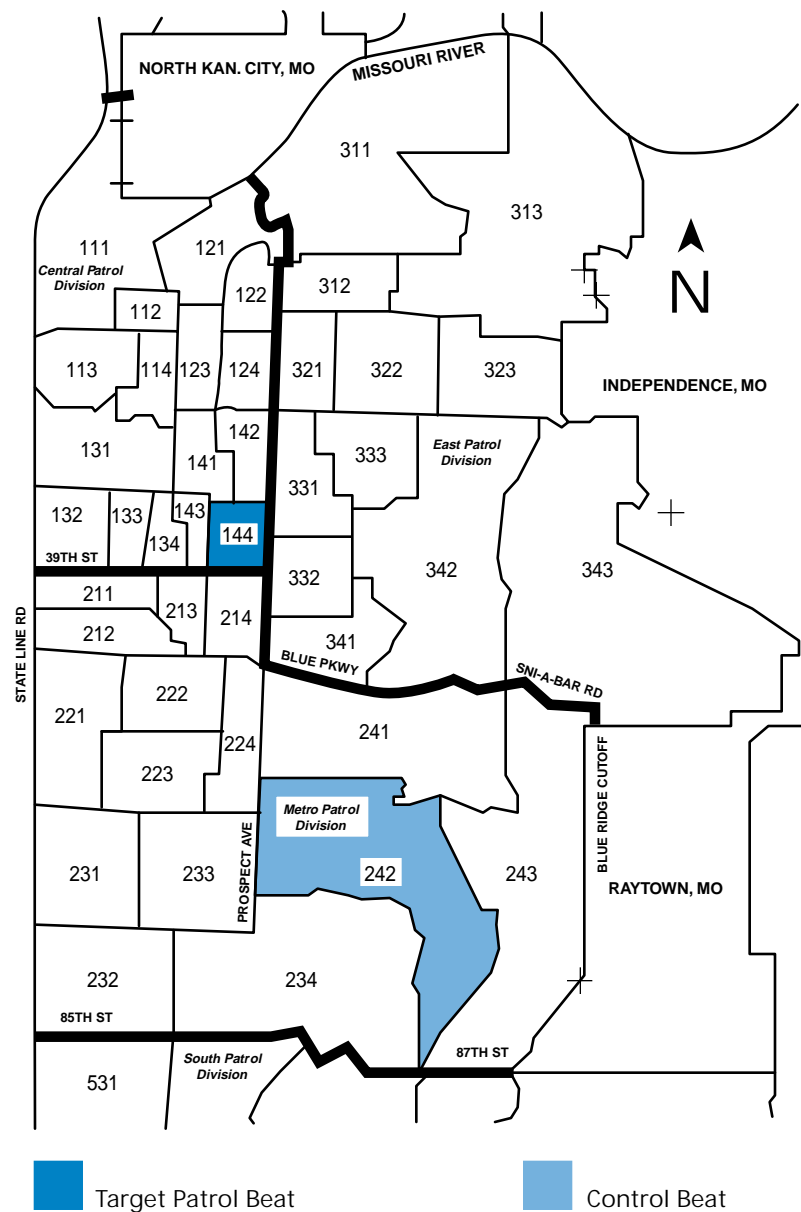 NORTH KAN. CITY, MO
MISSOURI RIVER
311
313
111
Central Patrol
Division
121
122
312
N
112
113
114
123
124
321
322
323
INDEPENDENCE, MO
131
141
142
331
333
East Patrol
Division
132
133
134
143
144
39TH ST
332
342
343
STATE LINE RD
211
212
213
214
341
BLUE PKWY
SNI-A-BAR RD
221
222
223
224
241
BLUE RIDGE CUTOFF
Metro Patrol
Division
PROSPECT AVE
231
233
242
243
RAYTOWN, MO
232
234
85TH ST
87TH ST
531
South Patrol
Division
Target Patrol Beat
Control Beat